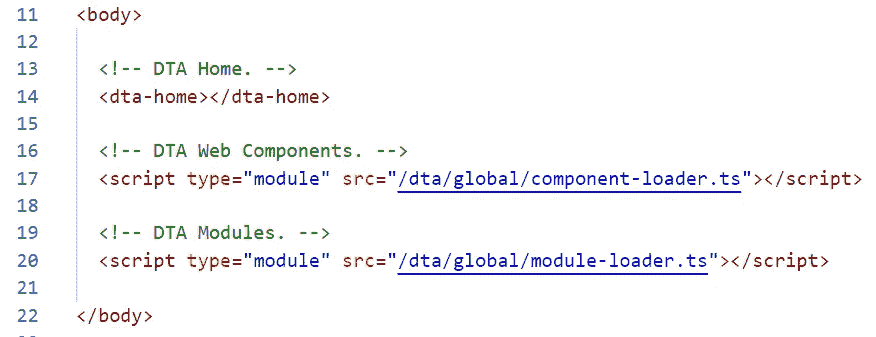 11 <body>
12
13 <!-- DTA Home. -->
14 <dta-home></dta-home>
15
16 <!-- DTA Web Components. -->
17 <script type="module" src="/dta/global/component-loader.ts"></script>
18
19 <!-- DTA Modules. -->
20 <script type="module" src="/dta/global/module-loader.ts"></script>
21
22 </body>